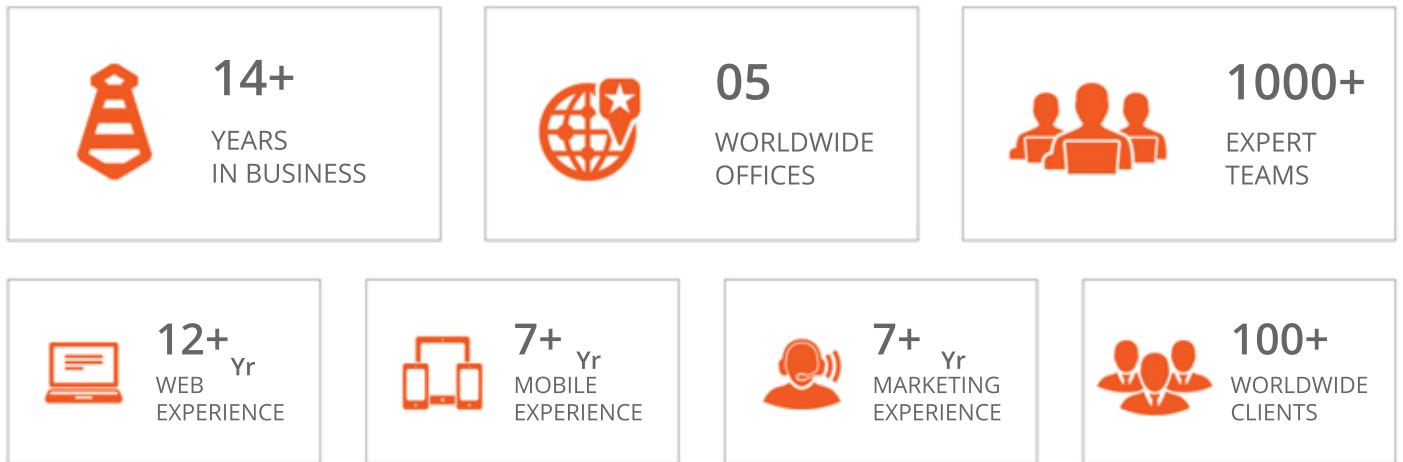 14+
YEARS
IN BUSINESS
05
WORLDWIDE
OFFICES
1000+
EXPERT
TEAMS
12+ Yr
WEB
EXPERIENCE
7+ Yr
MOBILE
EXPERIENCE
7+ Yr
MARKETING
EXPERIENCE
100+
WORLDWIDE
CLIENTS